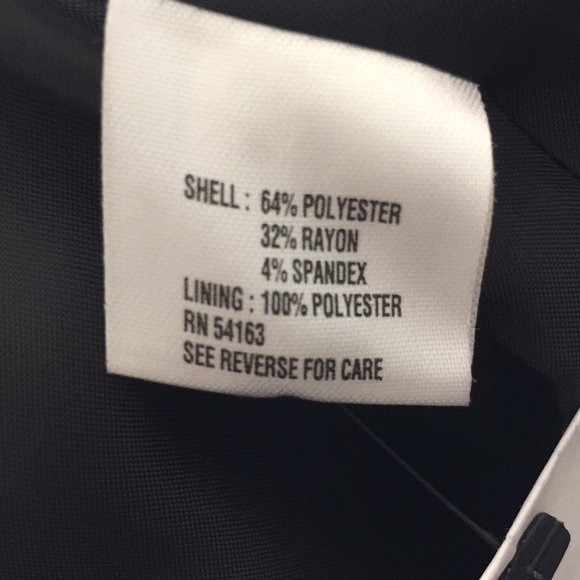 SHELL : 64% POLYESTER
32% RAYON
4% SPANDEX
LINING : 100% POLYESTER
RN 54163
SEE REVERSE FOR CARE